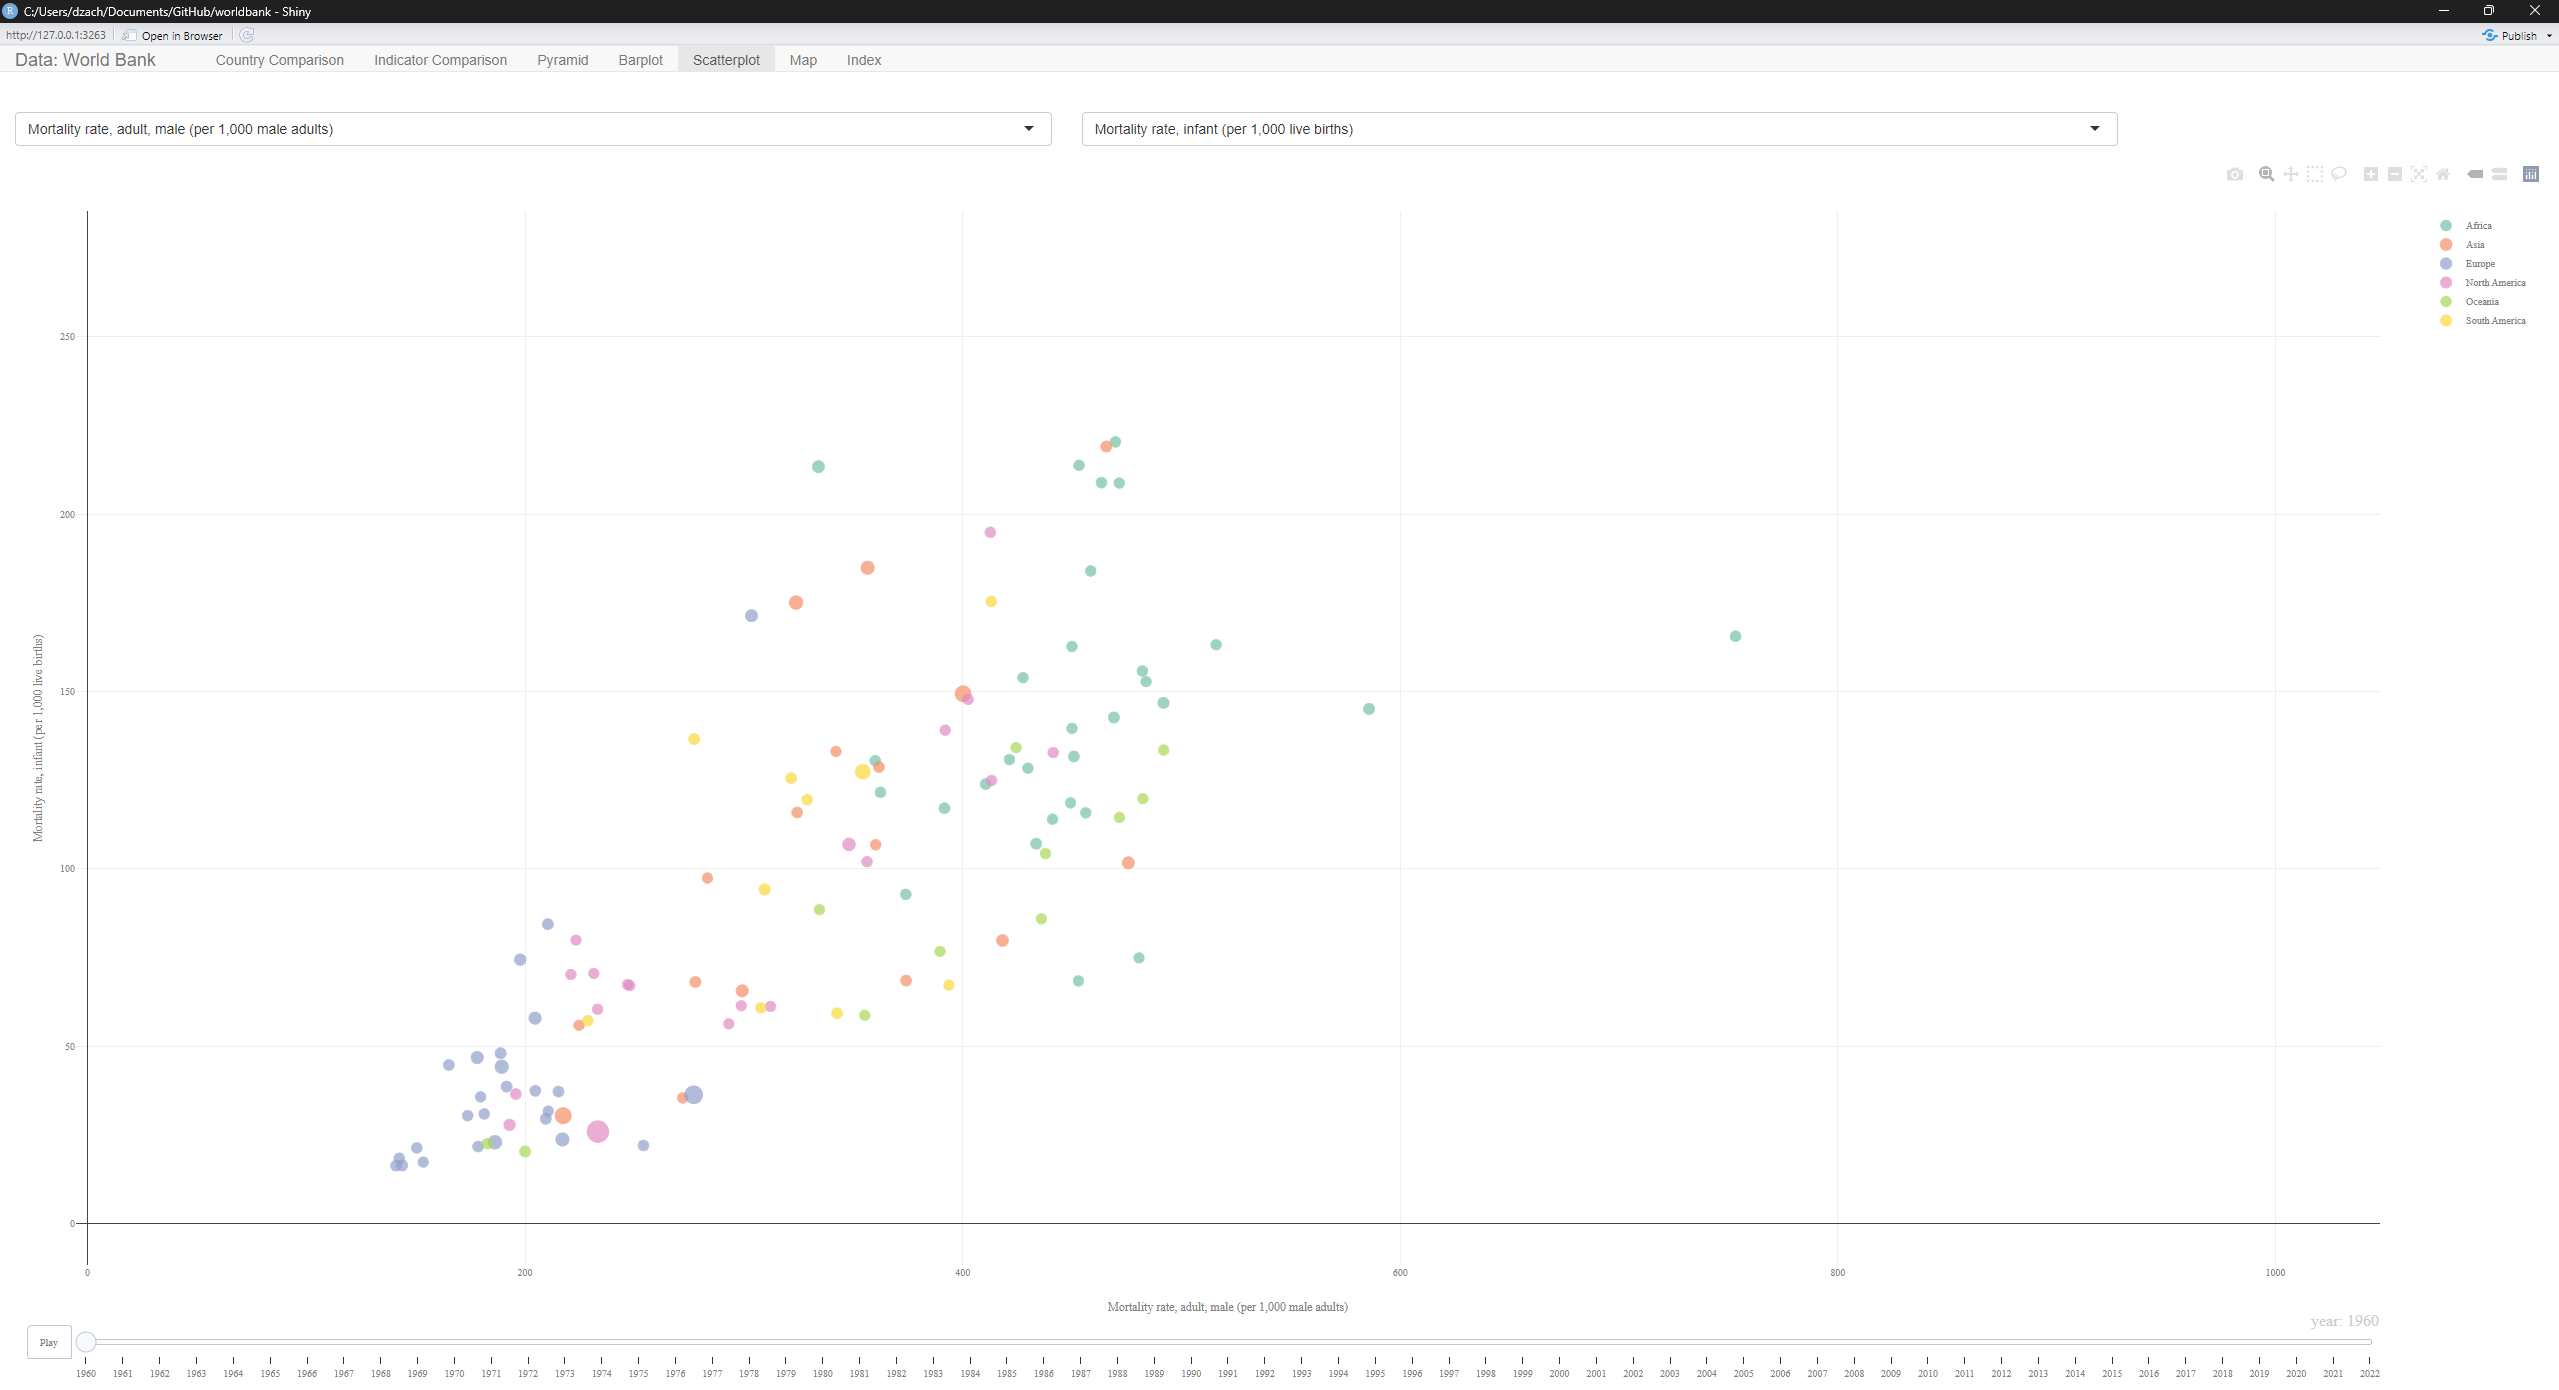 C:/Users/dzach/Documents/GitHub/worldbank - Shiny
http://127.0.0.1:3263 Open in Browser Publish
Data: World Bank Country Comparison Indicator Comparison Pyramid Barplot Scatterplot Map Index
Mortality rate, adult, male (per 1,000 male adults) Mortality rate, infant (per 1,000 live births)
Africa
Asia
Europe
North America
Oceania
South America
Mortality rate, infant (per 1,000 live births)
250
200
150
100
50
0
0 200 400 600 800 1000
Mortality rate, adult, male (per 1,000 male adults)
year: 1960
Play
1960 1961 1962 1963 1964 1965 1966 1967 1968 1969 1970 1971 1972 1973 1974 1975 1976 1977 1978 1979 1980 1981 1982 1983 1984 1985 1986 1987 1988 1989 1990 1991 1992 1993 1994 1995 1996 1997 1998 1999 2000 2001 2002 2003 2004 2005 2006 2007 2008 2009 2010 2011 2012 2013 2014 2015 2016 2017 2018 2019 2020 2021 2022